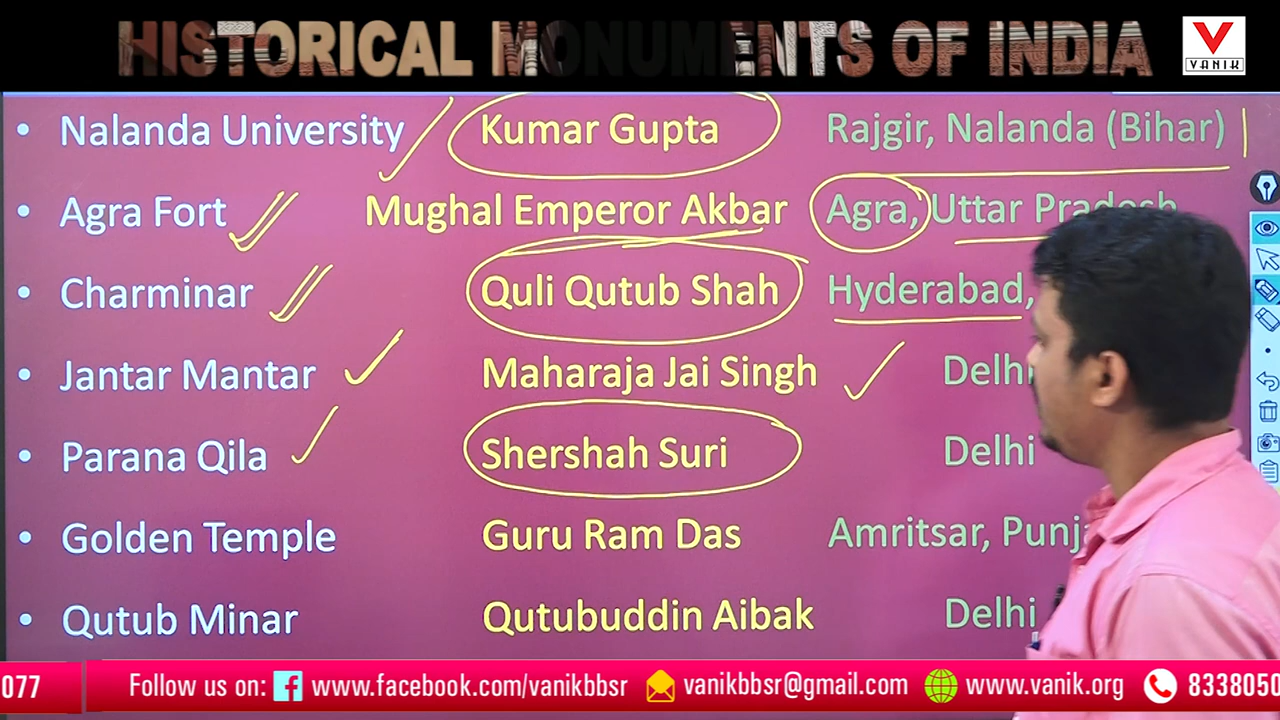 HISTORICAL MONUMENTS OF INDIA
VANIK
• Nalanda University Kumar Gupta Rajgir, Nalanda (Bihar)
• Agra Fort Mughal Emperor Akbar Agra, Uttar Pradesh
• Charminar Quli Qutub Shah Hyderabad,
• Jantar Mantar Maharaja Jai Singh Delhi
• Parana Qila Shershah Suri Delhi
• Golden Temple Guru Ram Das Amritsar, Punja
• Qutub Minar Qutubuddin Aibak Delhi
077 Follow us on: www.facebook.com/vanikbbsr vanikbbsr@gmail.com www.vanik.org 8338050